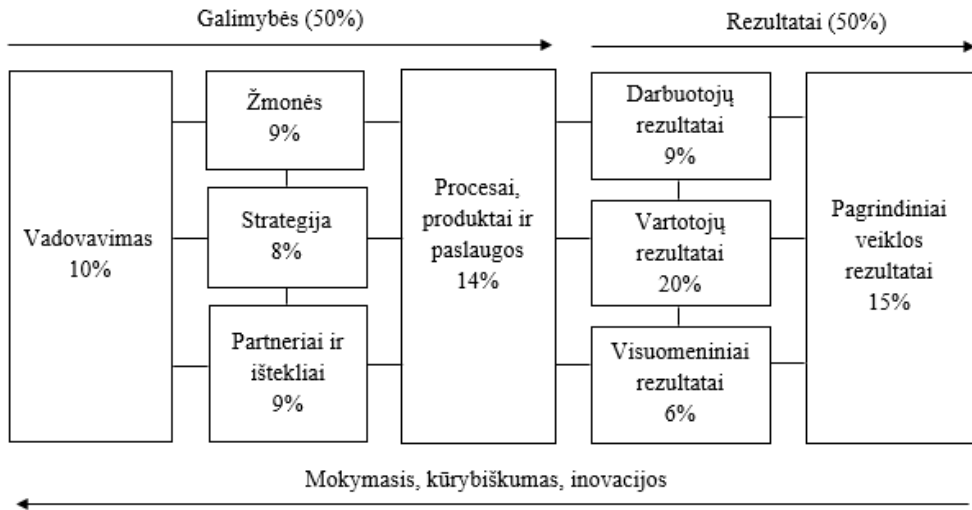 Galimybės (50%)
Rezultatai (50%)
Vadovavimas
10%
Žmonės
9%
Strategija
8%
Partneriai ir
ištekliai
9%
Procesai,
produktai ir
paslaugos
14%
Darbuotojų
rezultatai
9%
Vartotojų
rezultatai
20%
Visuomeniniai
rezultatai
6%
Pagrindiniai
veiklos
rezultatai
15%
Mokymasis, kūrybiškumas, inovacijos